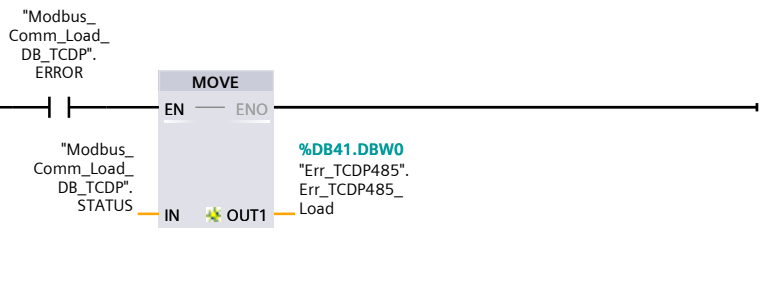 "Modbus_
Comm_Load_
DB_TCDP".
ERROR
MOVE
EN
ENO
"Modbus_
Comm_Load_
DB_TCDP".
STATUS
IN
OUT1
%DB41.DBW0
"Err_TCDP485".
Err_TCDP485_
Load